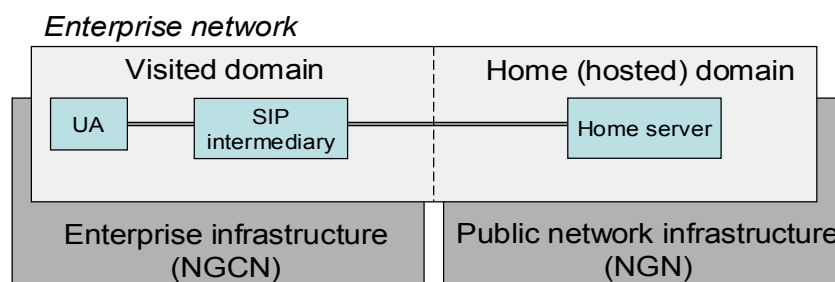 Enterprise network
Visited domain
Home (hosted) domain
UA
SIP
intermediary
Home server
Enterprise infrastructure
(NGCN)
Public network infrastructure
(NGN)